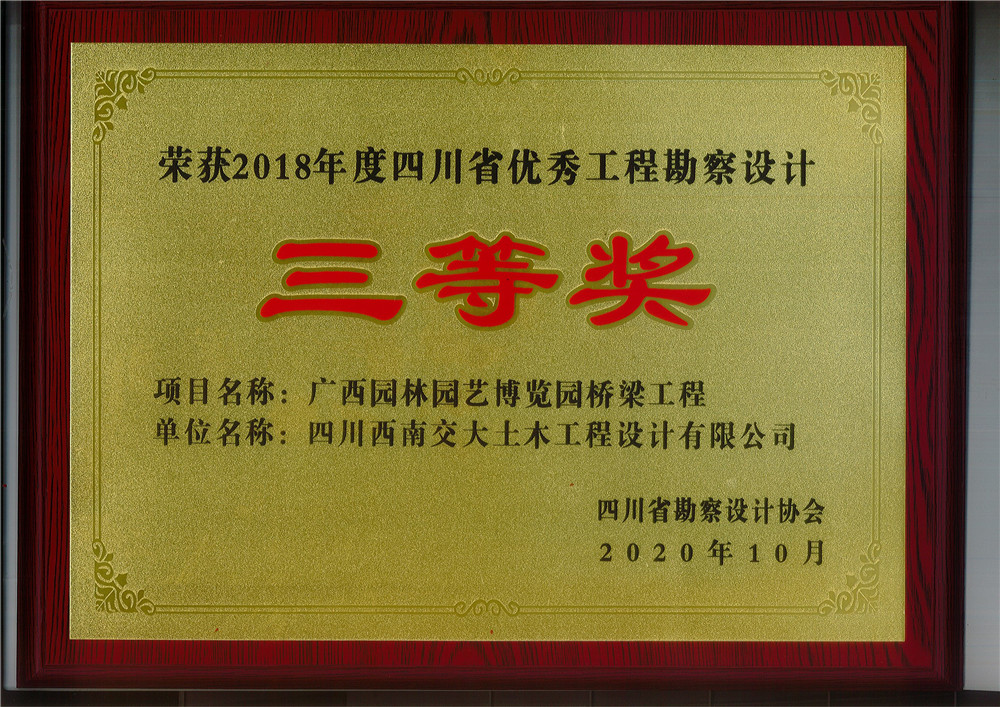 荣获2018年度四川省优秀工程勘察设计
三等奖
项目名称：广西园林园艺博览园桥梁工程
单位名称：四川西南交大土木工程设计有限公司
四川省勘察设计协会
2020年10月